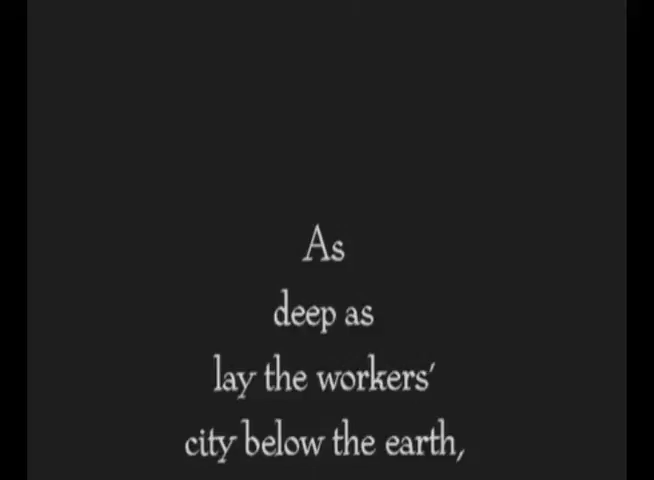 As
deep as
lay the workers'
city below the earth,